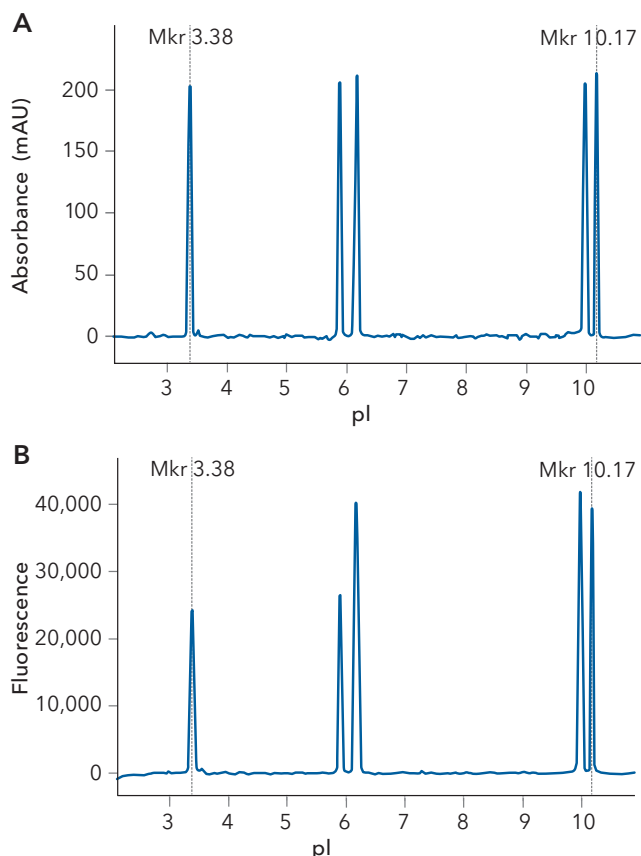 A
Mkr 3.38 Mkr 10.17
Absorbance (mAU)
200
150
100
50
0
3 4 5 6 7 8 9 10
pI
B
Mkr 3.38 Mkr 10.17
Fluorescence
40,000
30,000
20,000
10,000
0
3 4 5 6 7 8 9 10
pI